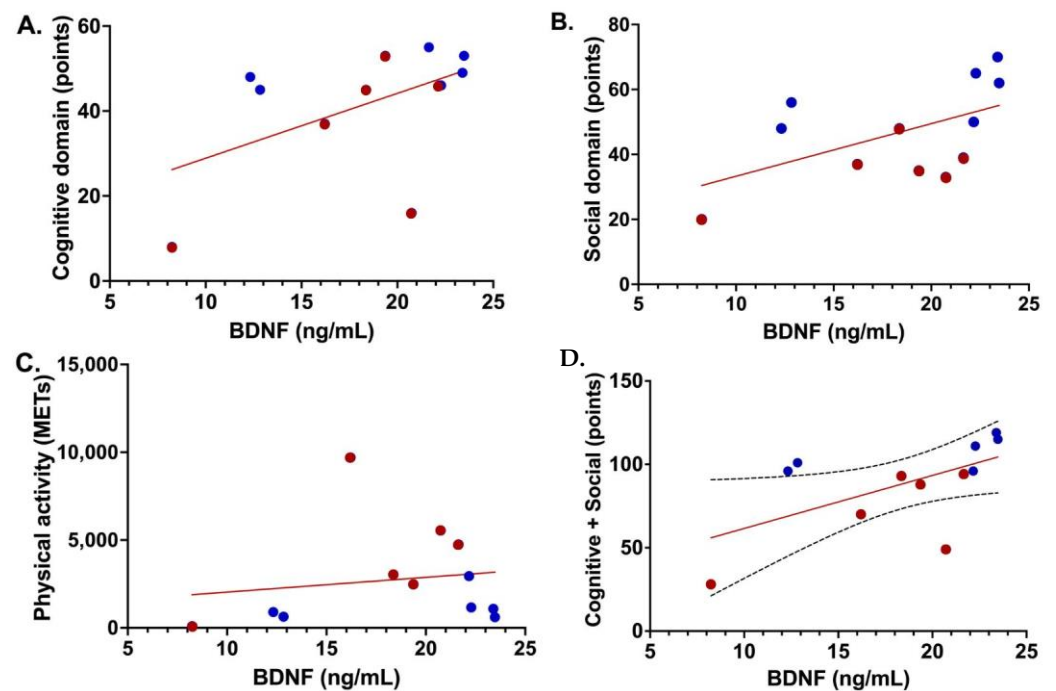 A.
Cognitive domain (points)
60
40
20
0
5 10 15 20 25
BDNF (ng/mL)
B.
Social domain (points)
80
60
40
20
0
5 10 15 20 25
BDNF (ng/mL)
C.
Physical activity (METs)
15,000
10,000
5,000
0
5 10 15 20 25
BDNF (ng/mL)
D.
Cognitive + Social (points)
150
100
50
0
5 10 15 20 25
BDNF (ng/mL)